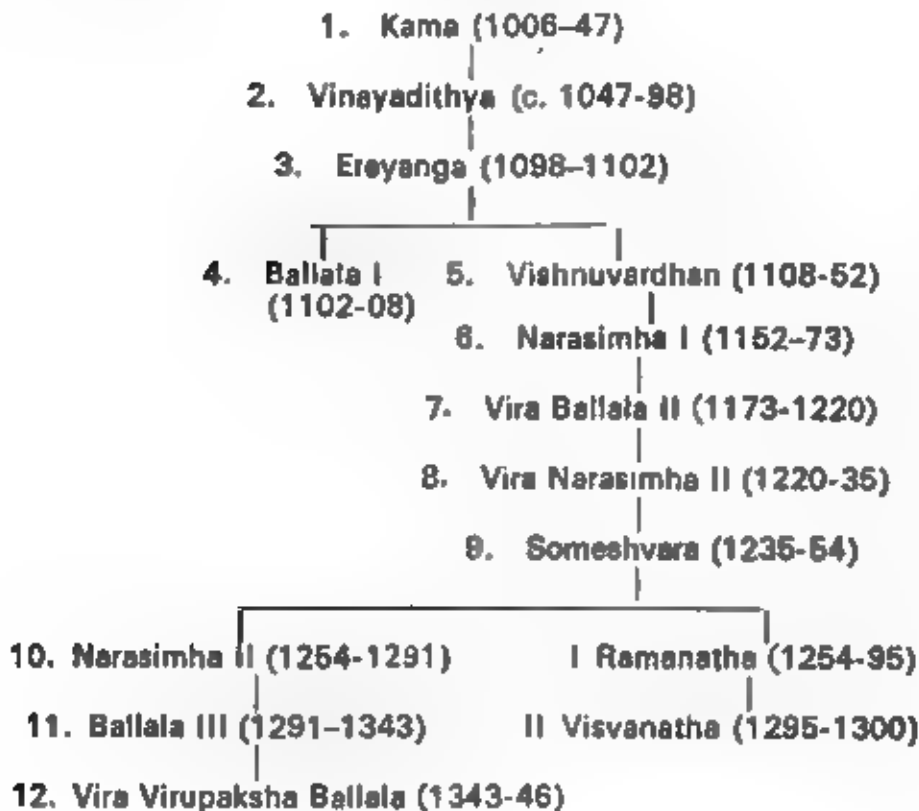 1. Kama (1006–47)
2. Vinayadithya (c. 1047-98)
3. Ereyanga (1098–1102)
4. Ballata I 5. Vishnuvardhan (1108-52)
(1102-08)
6. Narasimha I (1152–73)
7. Vira Ballata II (1173-1220)
8. Vira Narasimha II (1220-35)
9. Someshvara (1235-54)
10. Narasimha II (1254-1291) I Ramanatha (1254-95)
11. Ballala III (1291–1343) II Visvanatha (1295-1300)
12. Vira Virupaksha Ballala (1343-46)